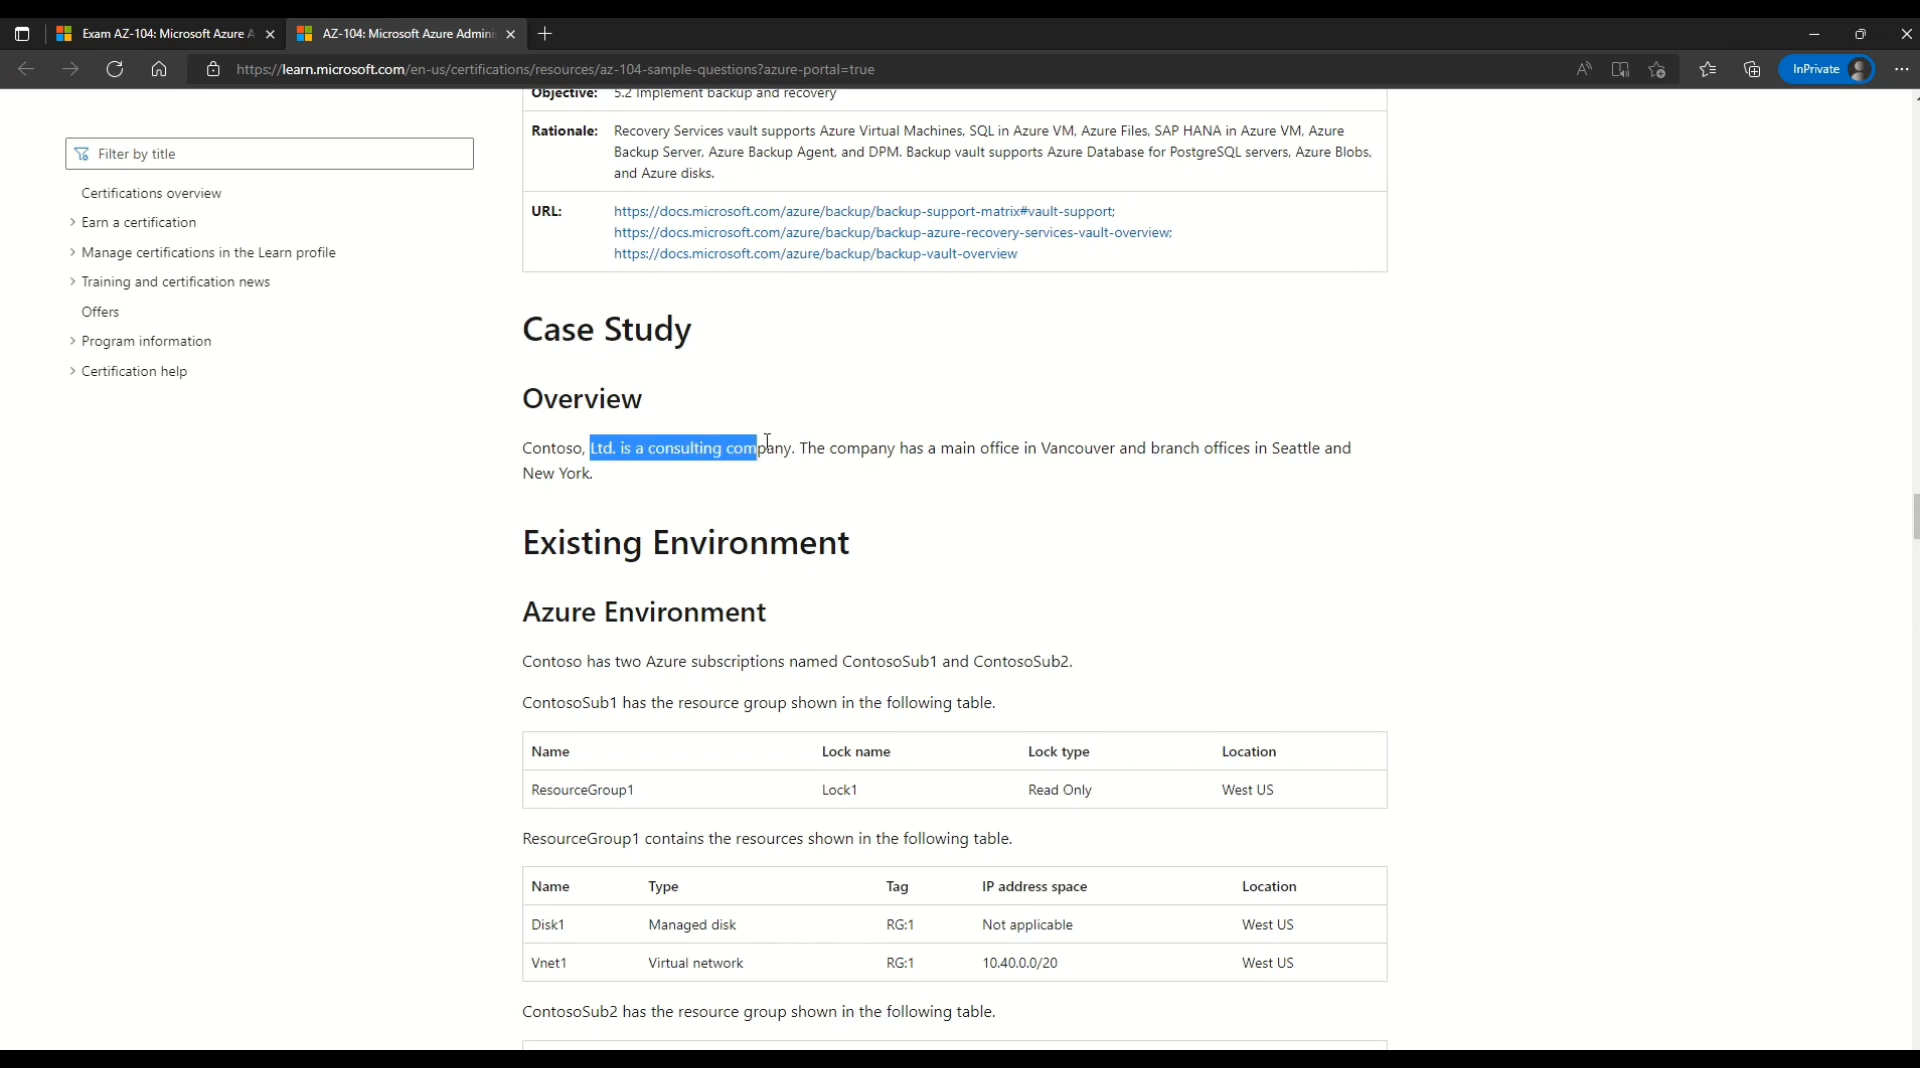 Exam AZ-104: Microsoft Azure A
AZ-104: Microsoft Azure Admini
https://learn.microsoft.com/en-us/certifications/resources/az-104-sample-questions?azure-portal=true
InPrivate
Filter by title
Certifications overview
Earn a certification
Manage certifications in the Learn profile
Training and certification news
Offers
Program information
Certification help
Objective: 5.2 Implement backup and recovery
Rationale: Recovery Services vault supports Azure Virtual Machines, SQL in Azure VM, Azure Files, SAP HANA in Azure VM, Azure
Backup Server, Azure Backup Agent, and DPM. Backup vault supports Azure Database for PostgreSQL servers, Azure Blobs,
and Azure disks.
URL: https://docs.microsoft.com/azure/backup/backup-support-matrix#vault-support;
https://docs.microsoft.com/azure/backup/backup-azure-recovery-services-vault-overview;
https://docs.microsoft.com/azure/backup/backup-vault-overview
Case Study
Overview
Contoso, Ltd. is a consulting company. The company has a main office in Vancouver and branch offices in Seattle and
New York.
Existing Environment
Azure Environment
Contoso has two Azure subscriptions named ContosoSub1 and ContosoSub2.
ContosoSub1 has the resource group shown in the following table.
Name Lock name Lock type Location
ResourceGroup1 Lock1 Read Only West US
ResourceGroup1 contains the resources shown in the following table.
Name Type Tag IP address space Location
Disk1 Managed disk RG:1 Not applicable West US
Vnet1 Virtual network RG:1 10.40.0.0/20 West US
ContosoSub2 has the resource group shown in the following table.